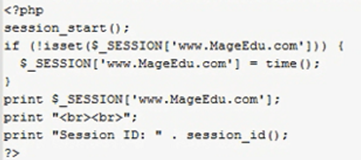 <?php
session_start();
if (!isset($_SESSION['www.MageEdu.com'])) {
  $_SESSION['www.MageEdu.com'] = time();
}
print $_SESSION['www.MageEdu.com'];
print "<br><br>";
print "Session ID: " . session_id();
?>